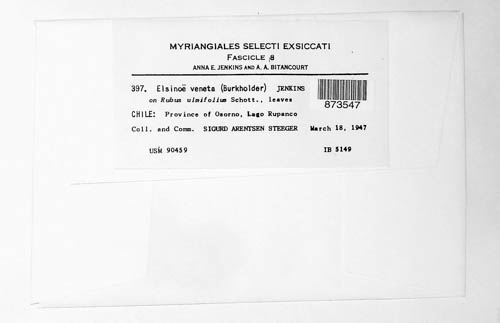 MYRIANGIALES SELECTI EXSICCATI
FASCICLE 8
ANNA E. JENKINS AND A. A. BITANCOURT
397. Elsinoë veneta (Burkholder) JENKINS
on Rubus ulmifolium Schott., leaves
873547
CHILE: Province of Osorno, Lago Rupanco
Coll. and Comm. SIGURD ARENTSEN STEEGER March 18, 1947
USM 90459 IB 5149